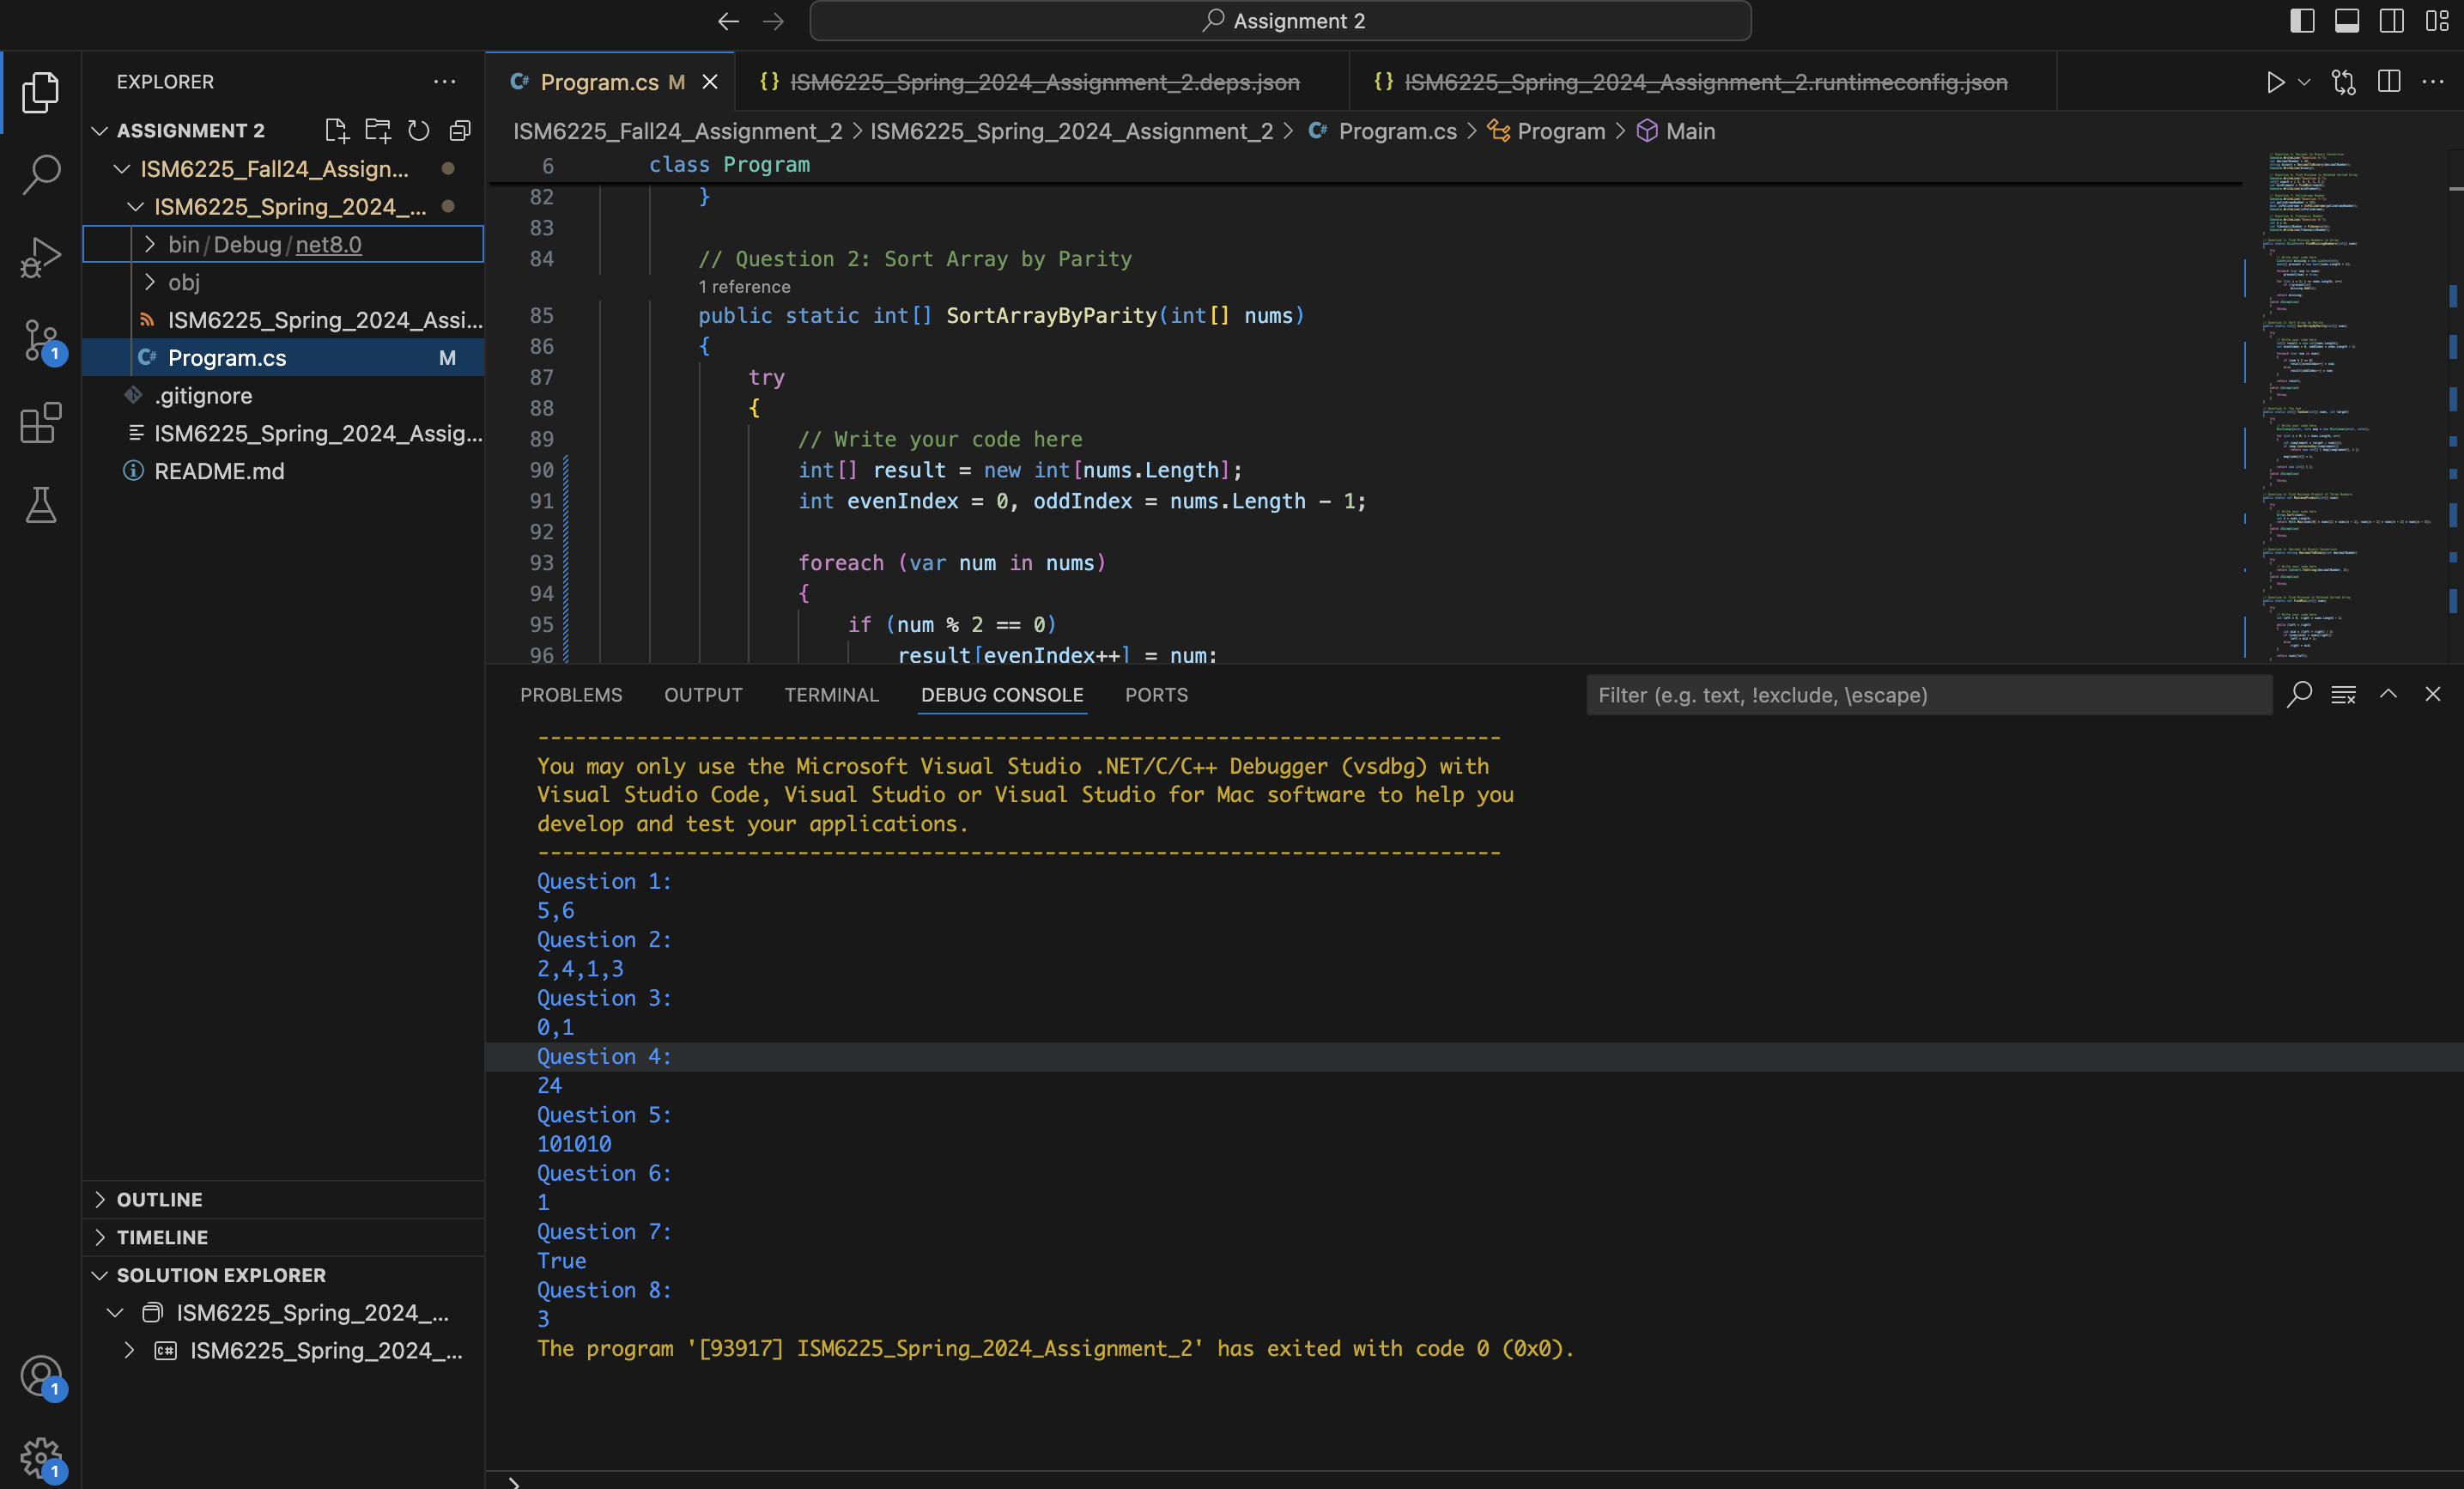 Assignment 2
EXPLORER
ASSIGNMENT 2
ISM6225_Fall24_Assign...
ISM6225_Spring_2024_...
bin/Debug/net8.0
obj
ISM6225_Spring_2024_Assi...
C# Program.cs M
.gitignore
ISM6225_Spring_2024_Assig...
README.md
OUTLINE
TIMELINE
SOLUTION EXPLORER
ISM6225_Spring_2024_...
C# ISM6225_Spring_2024_...
1
1
1
C# Program.cs M
{} ISM6225_Spring_2024_Assignment_2.deps.json
{} ISM6225_Spring_2024_Assignment_2.runtimeconfig.json
ISM6225_Fall24_Assignment_2 > ISM6225_Spring_2024_Assignment_2 > C# Program.cs > Program > Main
6 class Program
82 }
83
84 // Question 2: Sort Array by Parity
1 reference
85 public static int[] SortArrayByParity(int[] nums)
86 {
87 try
88 {
89 // Write your code here
90 int[] result = new int[nums.Length];
91 int evenIndex = 0, oddIndex = nums.Length - 1;
92
93 foreach (var num in nums)
94 {
95 if (num % 2 == 0)
96 result[evenIndex++] = num;
PROBLEMS OUTPUT TERMINAL DEBUG CONSOLE PORTS
Filter (e.g. text, !exclude, \escape)
You may only use the Microsoft Visual Studio .NET/C/C++ Debugger (vsdbg) with
Visual Studio Code, Visual Studio or Visual Studio for Mac software to help you
develop and test your applications.
Question 1:
5,6
Question 2:
2,4,1,3
Question 3:
0,1
Question 4:
24
Question 5:
101010
Question 6:
1
Question 7:
True
Question 8:
3
The program '[93917] ISM6225_Spring_2024_Assignment_2' has exited with code 0 (0x0).